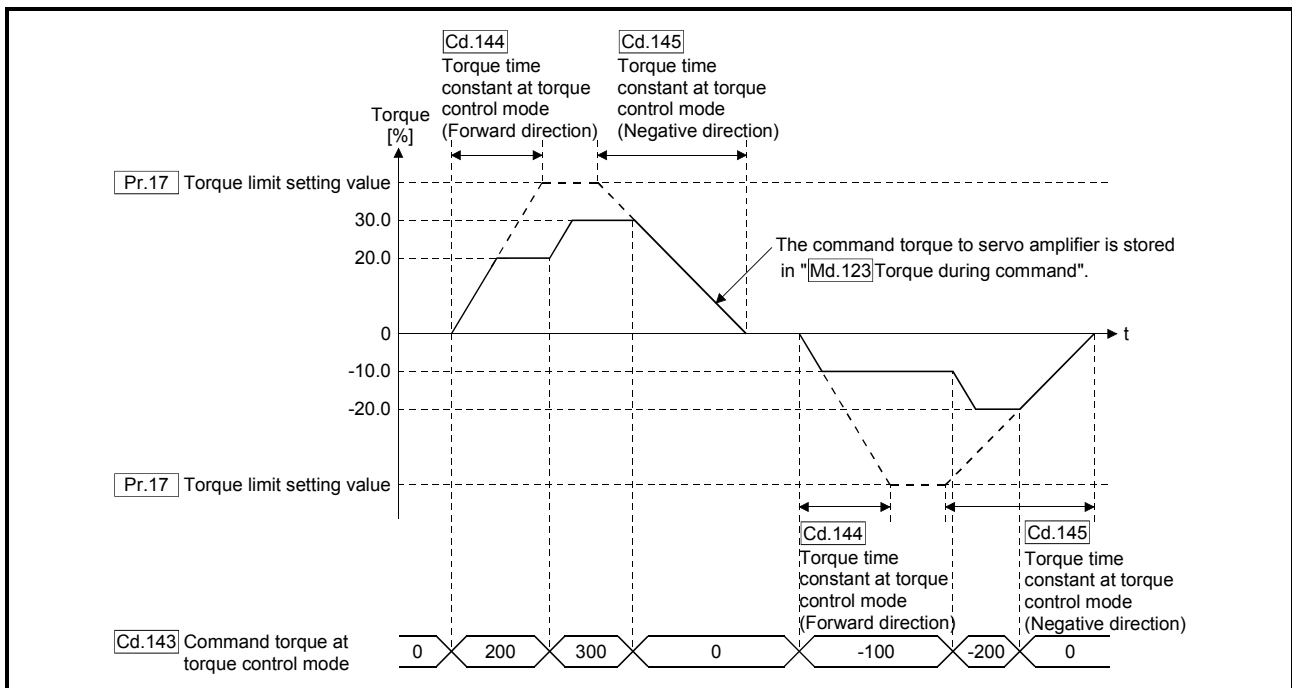 Cd.144
Torque time
constant at torque
control mode
(Forward direction)
Cd.145
Torque time
constant at torque
control mode
(Negative direction)
Torque
[%]
Pr.17 Torque limit setting value
30.0
20.0
The command torque to servo amplifier is stored
in "Md.123 Torque during command".
0
t
-10.0
-20.0
Pr.17 Torque limit setting value
Cd.144
Torque time
constant at torque
control mode
(Forward direction)
Cd.145
Torque time
constant at torque
control mode
(Negative direction)
Cd.143 Command torque at
torque control mode
0 200 300 0 -100 -200 0